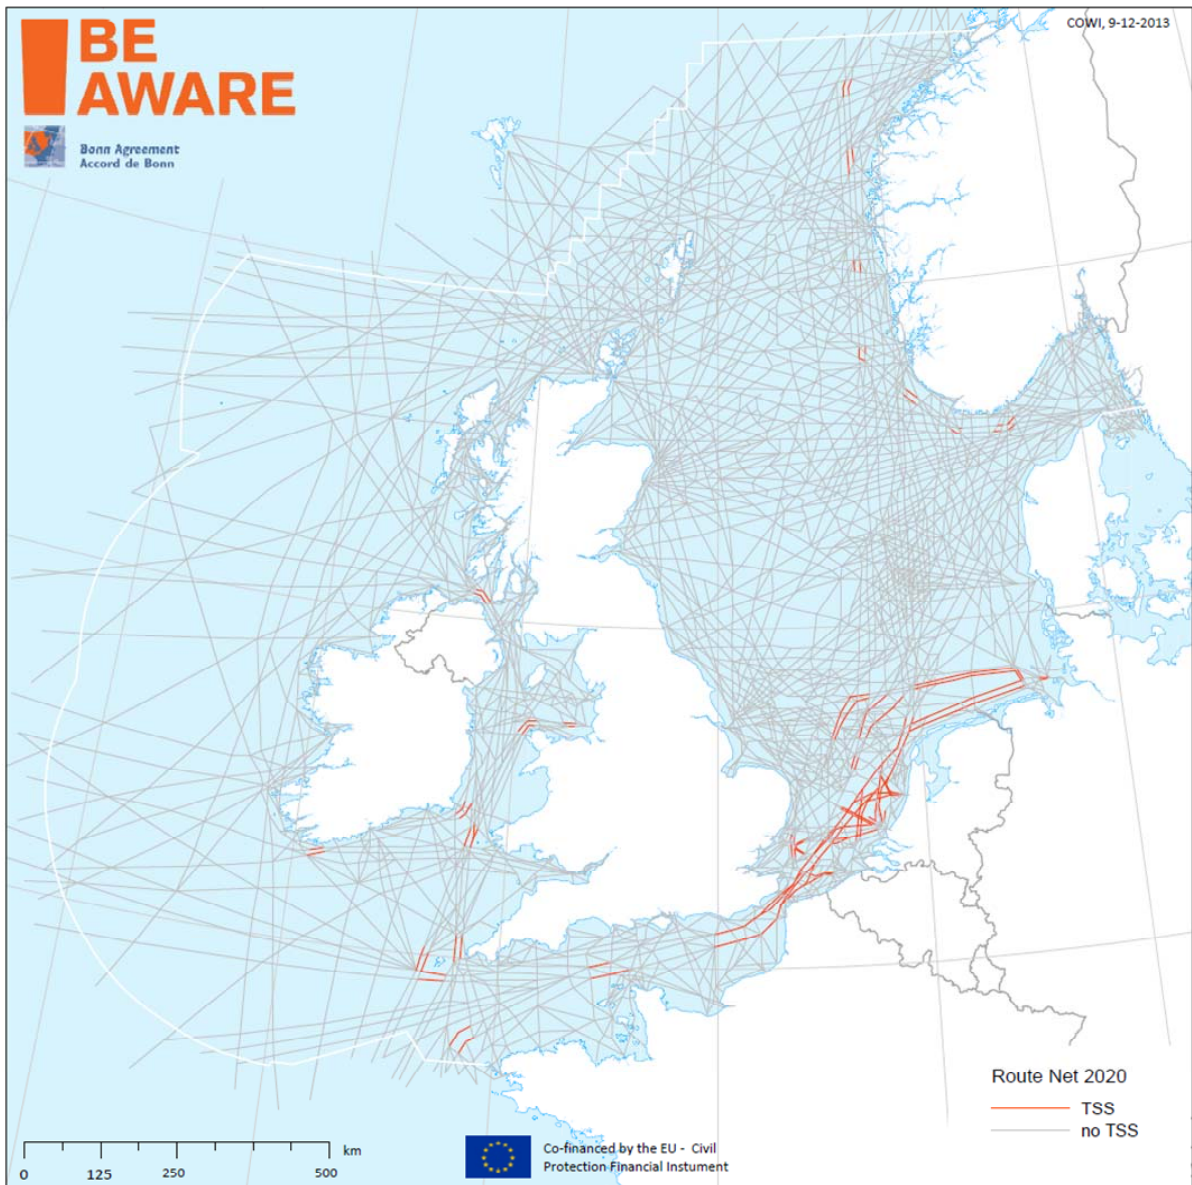 COWI, 9-12-2013
BE
AWARE
Bonn Agreement
Accord de Bonn
Route Net 2020
TSS
no TSS
km
0 125 250 500
Co-financed by the EU - Civil
Protection Financial Instument